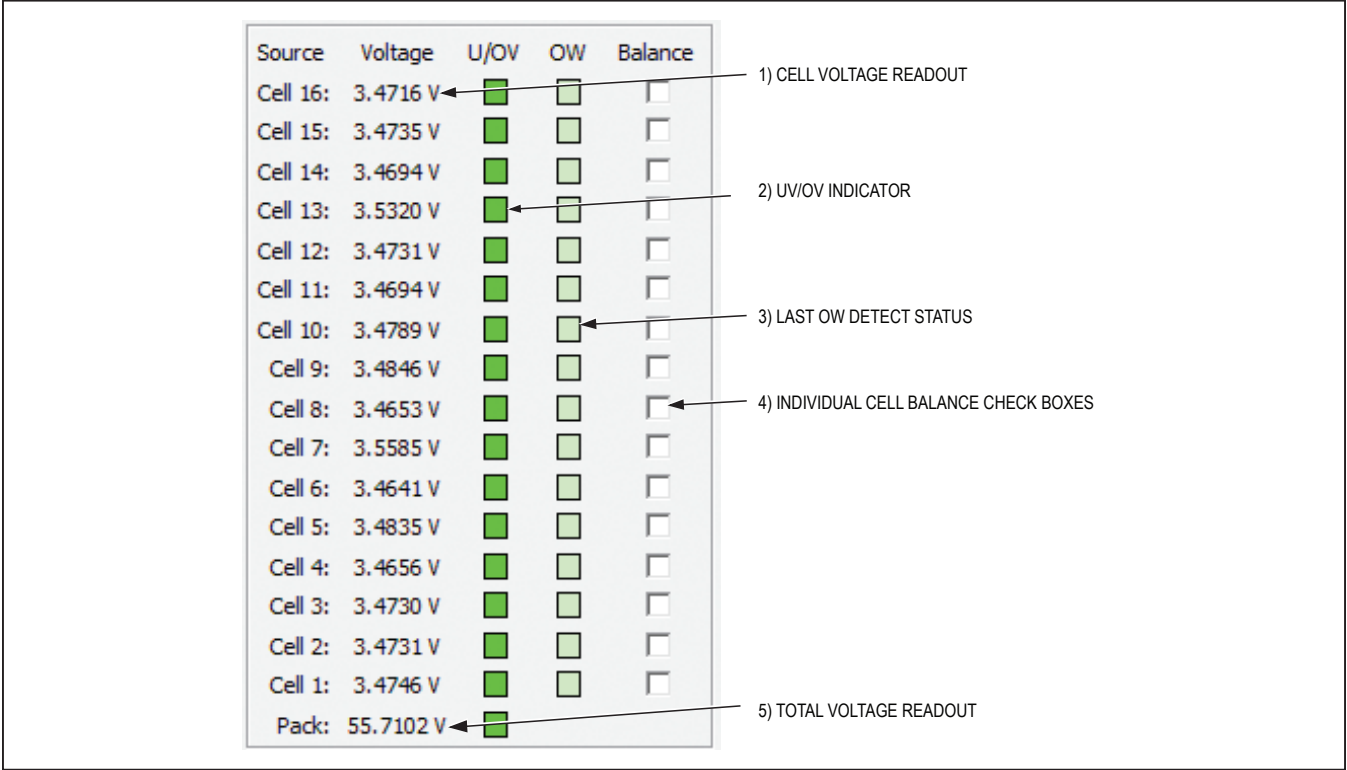 Source Voltage U/OV OW Balance
Cell 16: 3.4716 V
1) CELL VOLTAGE READOUT
Cell 15: 3.4735 V
Cell 14: 3.4694 V
2) UV/OV INDICATOR
Cell 13: 3.5320 V
Cell 12: 3.4731 V
Cell 11: 3.4694 V
3) LAST OW DETECT STATUS
Cell 10: 3.4789 V
Cell 9: 3.4846 V
4) INDIVIDUAL CELL BALANCE CHECK BOXES
Cell 8: 3.4653 V
Cell 7: 3.5585 V
Cell 6: 3.4641 V
Cell 5: 3.4835 V
Cell 4: 3.4656 V
Cell 3: 3.4730 V
Cell 2: 3.4731 V
Cell 1: 3.4746 V
5) TOTAL VOLTAGE READOUT
Pack: 55.7102 V